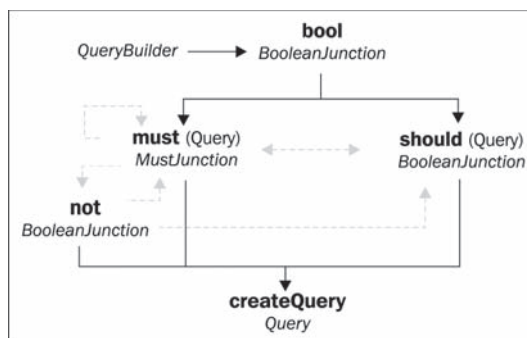 bool
QueryBuilder
BooleanJunction
must (Query)
MustJunction
should (Query)
BooleanJunction
not
BooleanJunction
createQuery
Query